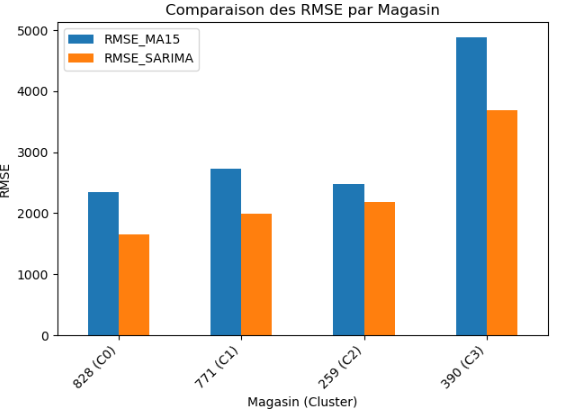 Comparaison des RMSE par Magasin
RMSE_MA15
RMSE_SARIMA
5000
4000
3000
2000
1000
0
RMSE
828 (C0)
771 (C1)
259 (C2)
390 (C3)
Magasin (Cluster)